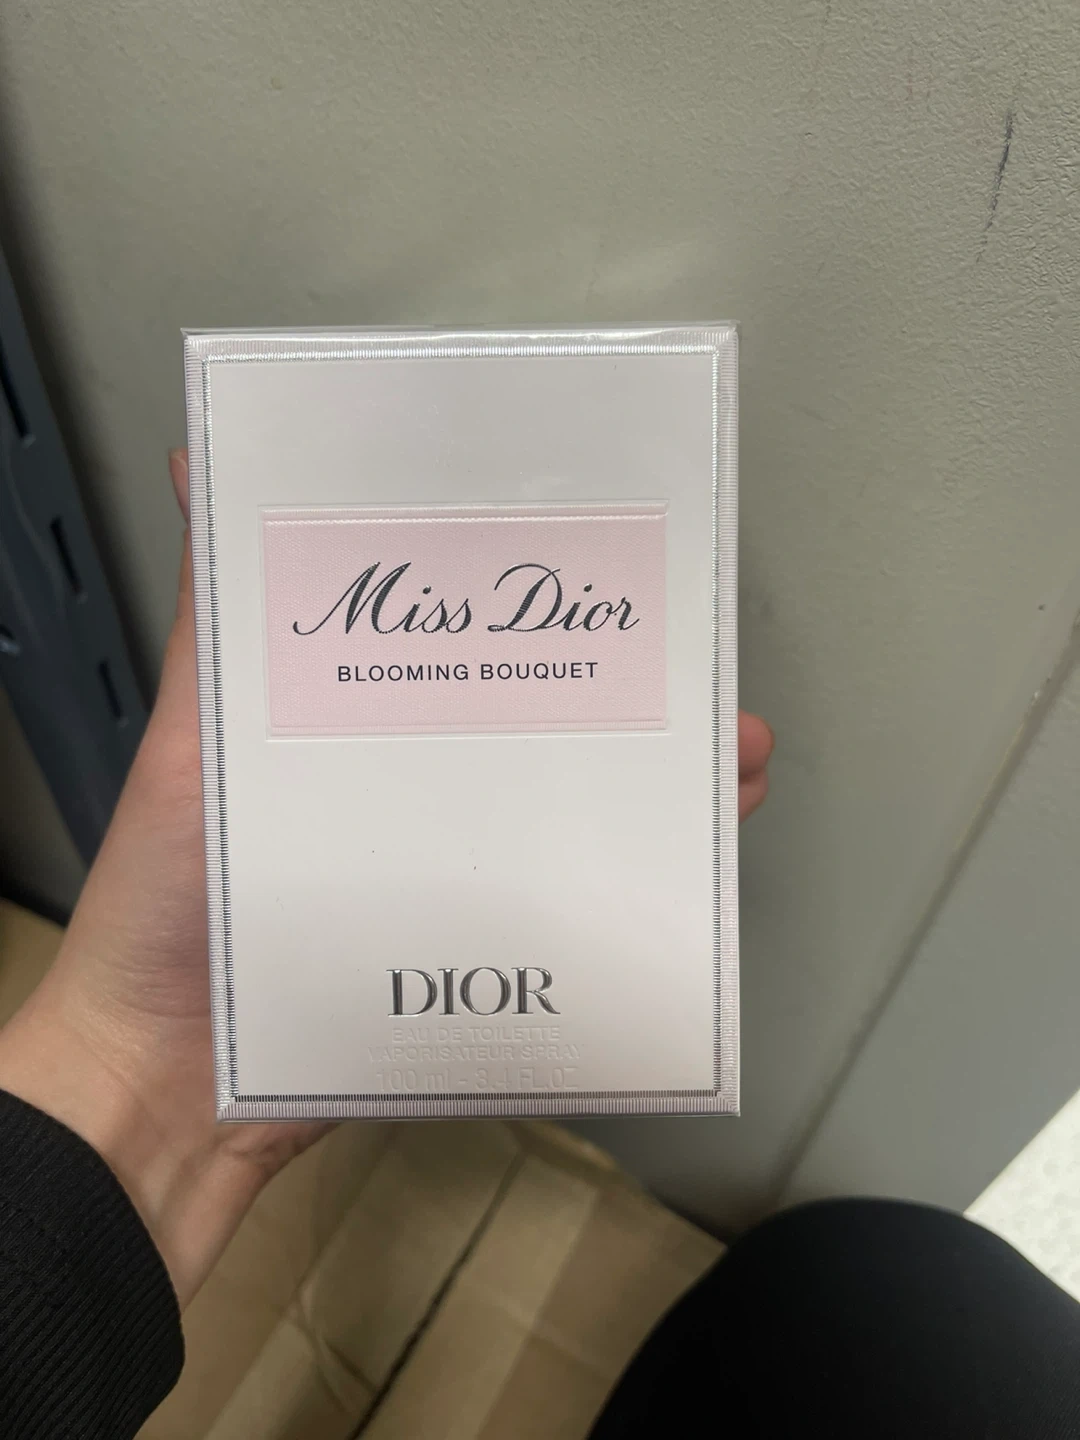 Miss Dior
BLOOMING BOUQUET
DIOR
EAU DE TOILETTE
VAPORISATEUR SPRAY
100 ml - 3.4 FL.OZ